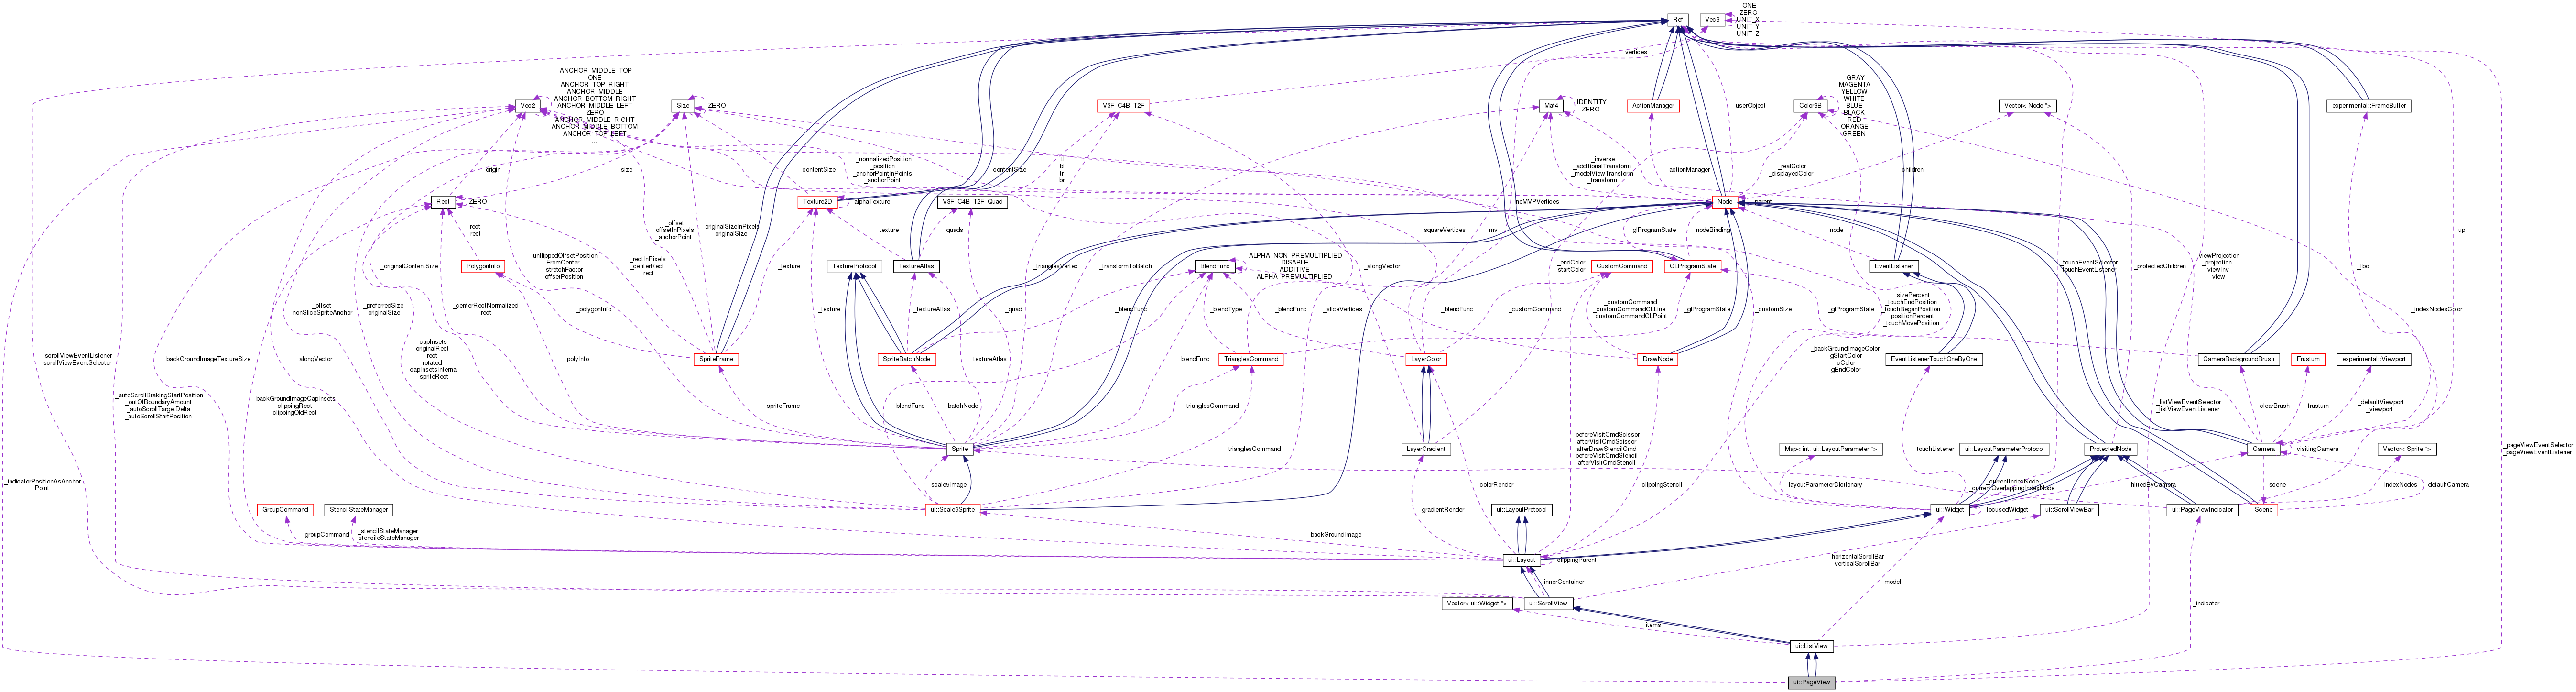 Ref
Vec3
ONE
ZERO
UNIT_X
UNIT_Y
UNIT_Z
vertices
ANCHOR_MIDDLE_TOP
ONE
ANCHOR_TOP_RIGHT
ANCHOR_MIDDLE
ANCHOR_BOTTOM_RIGHT
ANCHOR_MIDDLE_LEFT
ZERO
ANCHOR_MIDDLE_RIGHT
ANCHOR_MIDDLE_BOTTOM
ANCHOR_TOP_LEFT
...
Vec2
Size
ZERO
V3F_C4B_T2F
Mat4
IDENTITY
ZERO
ActionManager
_userObject
Color3B
GRAY
MAGENTA
YELLOW
WHITE
BLUE
BLACK
RED
ORANGE
GREEN
Vector< Node *>
experimental::FrameBuffer
_scrollViewEventListener
_scrollViewEventSelector
origin
size
_contentSize
_normalizedPosition
_position
_anchorPointInPoints
_anchorPoint
_contentSize
tl
bl
tr
br
_inverse
_additionalTransform
_modelViewTransform
_transform
_actionManager
_realColor
_displayedColor
_children
Rect
ZERO
Texture2D
_alphaTexture
V3F_C4B_T2F_Quad
_noMVPVertices
Node
_parent
rect
_rect
_offset
_offsetInPixels
_anchorPoint
_originalSizeInPixels
_originalSize
_texture
_quads
_squareVertices
_mv
_glProgramState
_nodeBinding
_node
_up
_originalContentSize
PolygonInfo
_unflippedOffsetPosition
FromCenter
_stretchFactor
_offsetPosition
_rectInPixels
_centerRect
_rect
_texture
TextureProtocol
TextureAtlas
_trianglesVertex
_transformToBatch
BlendFunc
ALPHA_NON_PREMULTIPLIED
DISABLE
ADDITIVE
ALPHA_PREMULTIPLIED
_alongVector
_endColor
_startColor
CustomCommand
GLProgramState
EventListener
_touchEventSelector
_touchEventListener
_protectedChildren
_viewProjection
_projection
_viewInv
_view
_fbo
_offset
_nonSliceSpriteAnchor
_preferredSize
_originalSize
_centerRectNormalized
_rect
_polygonInfo
_texture
_textureAtlas
_quad
_blendFunc
_blendType
_blendFunc
_sliceVertices
_blendFunc
_customCommand
_customCommand
_customCommandGLLine
_customCommandGLPoint
_glProgramState
_customSize
_sizePercent
_touchEndPosition
_touchBeganPosition
_positionPercent
_touchMovePosition
_glProgramState
_indexNodesColor
_backGroundImageTextureSize
_alongVector
capInsets
originalRect
rect
rotated
_capInsetsInternal
_spriteRect
_polyInfo
SpriteFrame
SpriteBatchNode
_textureAtlas
_blendFunc
TrianglesCommand
LayerColor
DrawNode
_backGroundImageColor
_gStartColor
_cColor
_gEndColor
EventListenerTouchOneByOne
CameraBackgroundBrush
Frustum
experimental::Viewport
_autoScrollBrakingStartPosition
_outOfBoundaryAmount
_autoScrollTargetDelta
_autoScrollStartPosition
_backGroundImageCapInsets
_clippingRect
_clippingOldRect
_spriteFrame
_blendFunc
_batchNode
_trianglesCommand
_listViewEventSelector
_listViewEventListener
_clearBrush
_frustum
_defaultViewport
_viewport
Sprite
_trianglesCommand
LayerGradient
_beforeVisitCmdScissor
_afterVisitCmdScissor
_afterDrawStencilCmd
_beforeVisitCmdStencil
_afterVisitCmdStencil
Map< int, ui::LayoutParameter *>
_touchListener
ui::LayoutParameterProtocol
ProtectedNode
Camera
_visitingCamera
Vector< Sprite *>
_pageViewEventSelector
_pageViewEventListener
_indicatorPositionAsAnchor
Point
_scale9Image
_colorRender
_clippingStencil
_layoutParameterDictionary
_currentIndexNode
_currentOverlappingIndexNode
_hittedByCamera
_scene
_indexNodes
_defaultCamera
GroupCommand
StencilStateManager
ui::Scale9Sprite
_gradientRender
ui::LayoutProtocol
ui::Widget
_focusedWidget
ui::ScrollViewBar
ui::PageViewIndicator
Scene
_groupCommand
_stencilStateManager
_stencileStateManager
_backGroundImage
ui::Layout
_clippingParent
_horizontalScrollBar
_verticalScrollBar
_innerContainer
_model
Vector< ui::Widget *>
ui::ScrollView
_indicator
_items
ui::ListView
ui::PageView